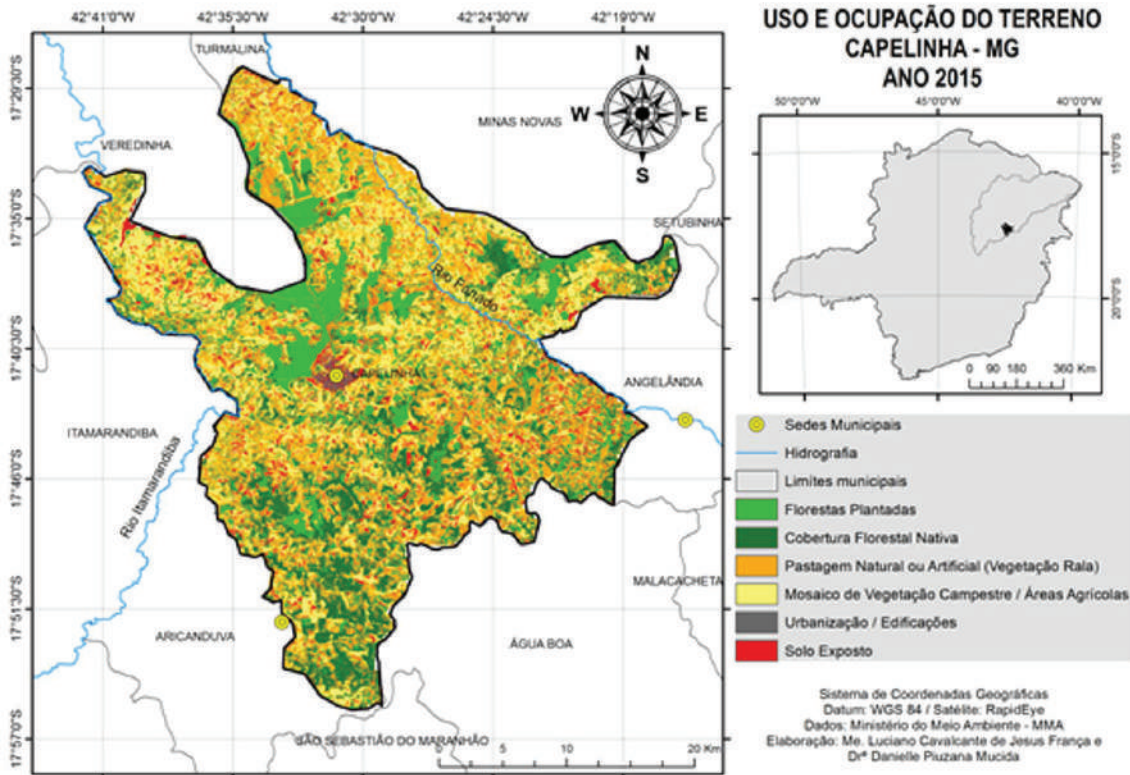 USO E OCUPAÇÃO DO TERRENO
CAPELINHA - MG
ANO 2015
42°41'0"W
42°35'30"W
42°30'0"W
42°24'30"W
42°19'0"W
17°29'30"S
17°35'0"S
17°40'30"S
17°46'0"S
17°51'30"S
17°57'0"S
TURMALINA
VEREDINHA
MINAS NOVAS
SETUBINHA
Rio Fanado
CAPELINHA
ANGELÂNDIA
ITAMARANDIBA
Rio Itamarandiba
MALACACHETA
ARICANDUVA
ÁGUA BOA
SÃO SEBASTIÃO DO MARANHÃO
N
W E
S
0 5 10 20 Km
50°0'0"W 45°0'0"W 40°0'0"W
15°0'0"S
20°0'0"S
0 90 180 360 Km
Sedes Municipais
Hidrografia
Limites municipais
Florestas Plantadas
Cobertura Florestal Nativa
Pastagem Natural ou Artificial (Vegetação Rala)
Mosaico de Vegetação Campestre / Áreas Agrícolas
Urbanização / Edificações
Solo Exposto
Sistema de Coordenadas Geográficas
Datum: WGS 84 / Satélite: RapidEye
Dados: Ministério do Meio Ambiente - MMA
Elaboração: Me. Luciano Cavalcante de Jesus França e
Drª Danielle Piuzana Mucida